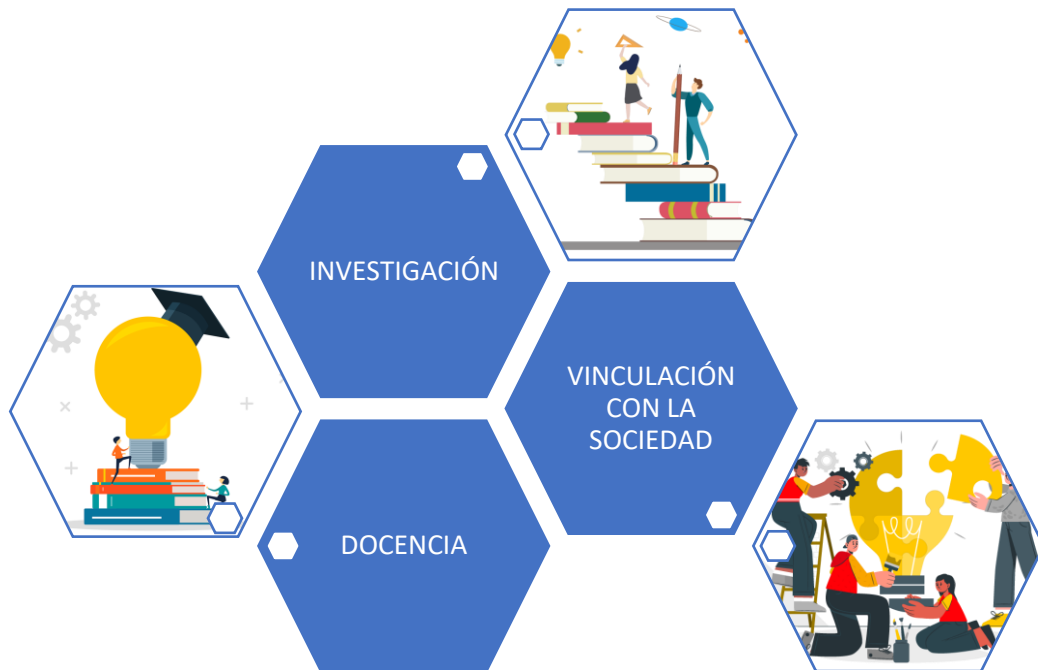 INVESTIGACIÓN
VINCULACIÓN
CON LA
SOCIEDAD
DOCENCIA